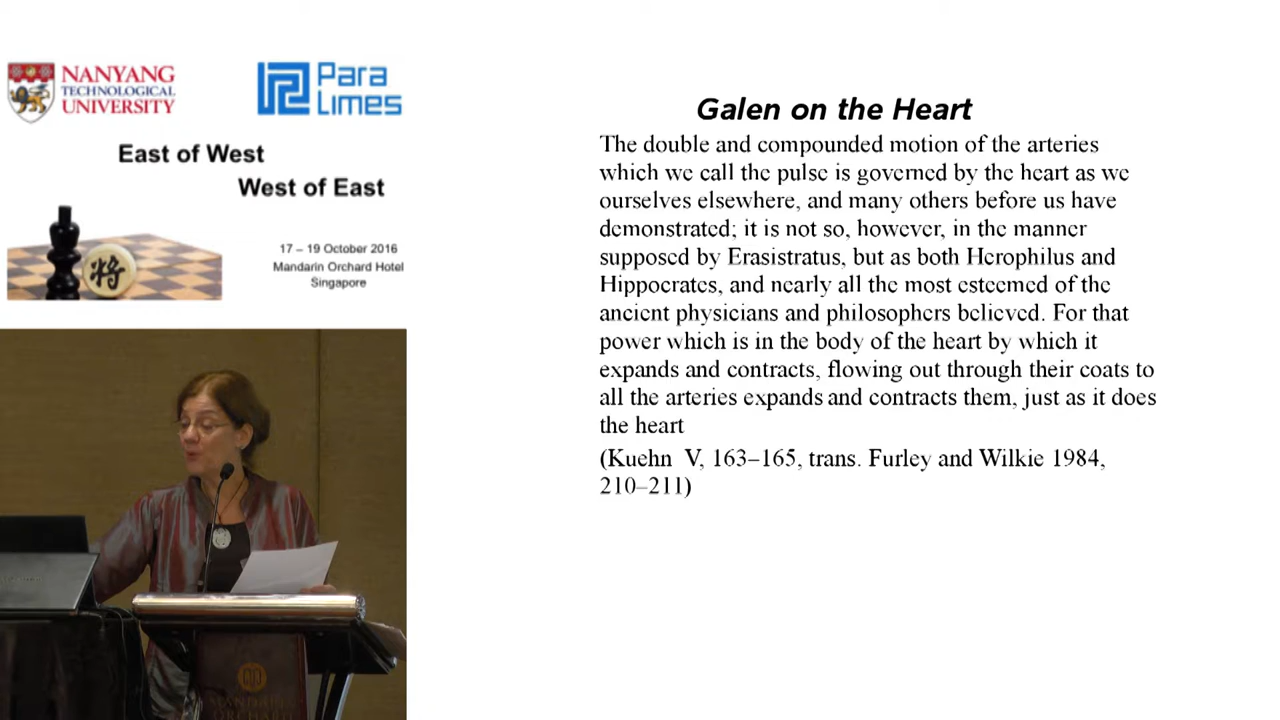 NANYANG
TECHNOLOGICAL
UNIVERSITY
Para
Limes
East of West
West of East
17 – 19 October 2016
Mandarin Orchard Hotel
Singapore
将
Galen on the Heart
The double and compounded motion of the arteries
which we call the pulse is governed by the heart as we
ourselves elsewhere, and many others before us have
demonstrated; it is not so, however, in the manner
supposed by Erasistratus, but as both Herophilus and
Hippocrates, and nearly all the most esteemed of the
ancient physicians and philosophers believed. For that
power which is in the body of the heart by which it
expands and contracts, flowing out through their coats to
all the arteries expands and contracts them, just as it does
the heart
(Kuehn V, 163–165, trans. Furley and Wilkie 1984,
210–211)
MANDARIN
ORCHARD